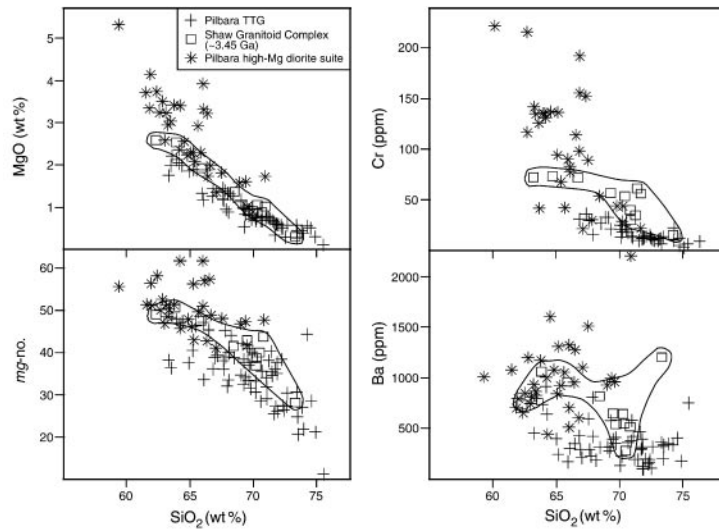 5
4
3
2
1
MgO (wt %)
Pilbara TTG
Shaw Granitoid Complex
(~3.45 Ga)
Pilbara high-Mg diorite suite
200
150
100
50
Cr (ppm)
60
50
40
30
20
mg-no.
60
65
70
75
SiO2 (wt %)
2000
1500
1000
500
Ba (ppm)
60
65
70
75
SiO2 (wt %)